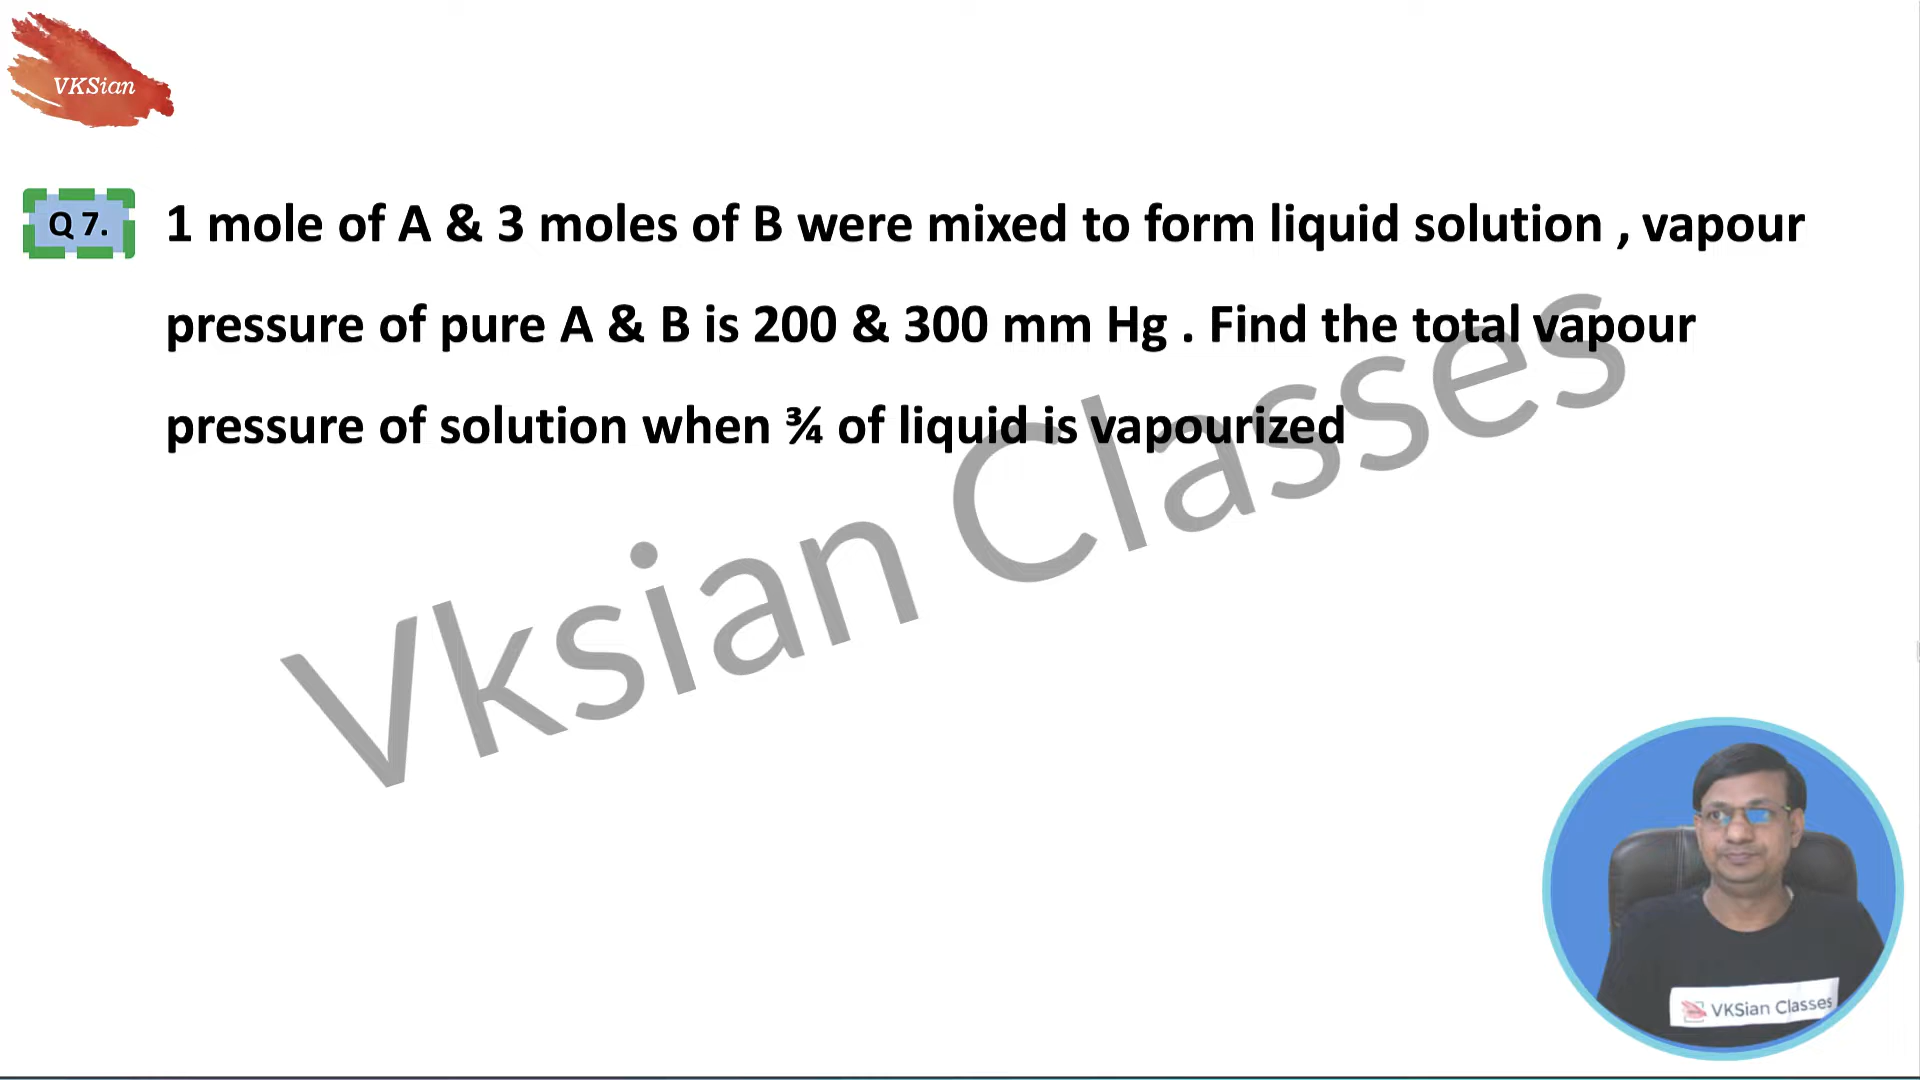 VKSian
Q 7.
1 mole of A & 3 moles of B were mixed to form liquid solution , vapour
pressure of pure A & B is 200 & 300 mm Hg . Find the total vapour
pressure of solution when ¾ of liquid is vapourized
Vksian Classes
VKSian Classes